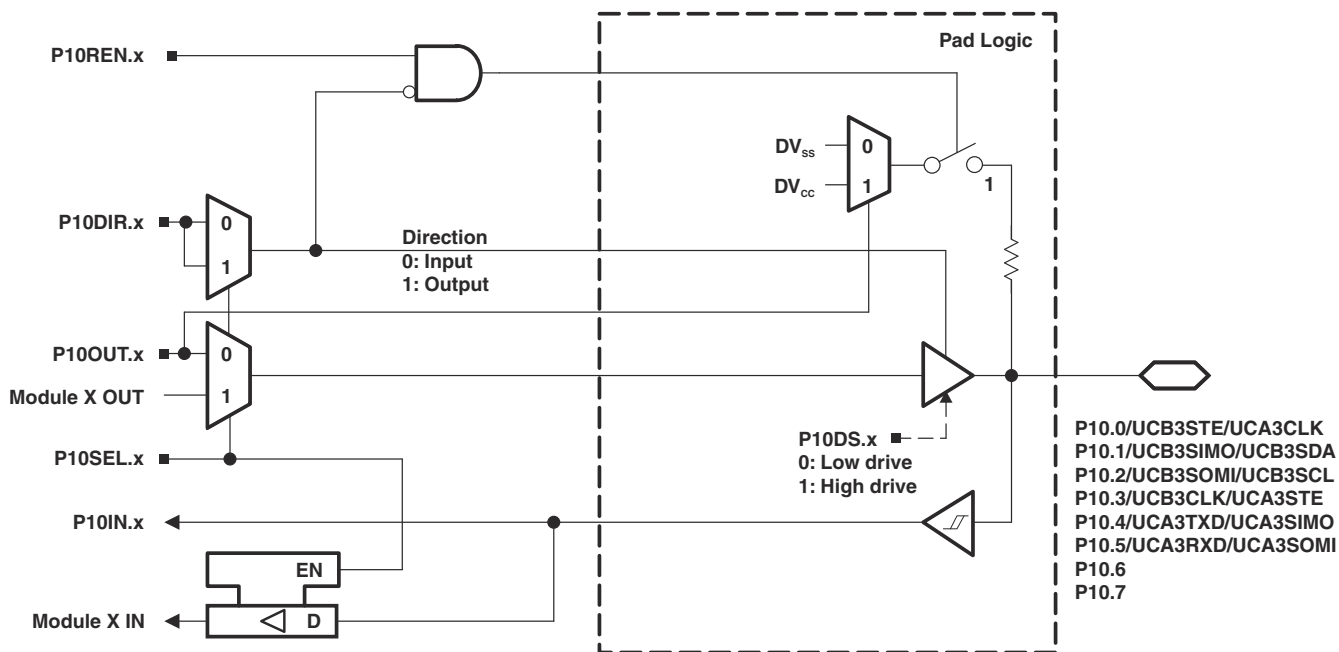 P10REN.x
Pad Logic
DVss
0
DVcc
1
1
P10DIR.x
0
1
Direction
0: Input
1: Output
P10OUT.x
0
Module X OUT
1
P10DS.x
0: Low drive
1: High drive
P10SEL.x
P10IN.x
EN
Module X IN
D
P10.0/UCB3STE/UCA3CLK
P10.1/UCB3SIMO/UCB3SDA
P10.2/UCB3SOMI/UCB3SCL
P10.3/UCB3CLK/UCA3STE
P10.4/UCA3TXD/UCA3SIMO
P10.5/UCA3RXD/UCA3SOMI
P10.6
P10.7